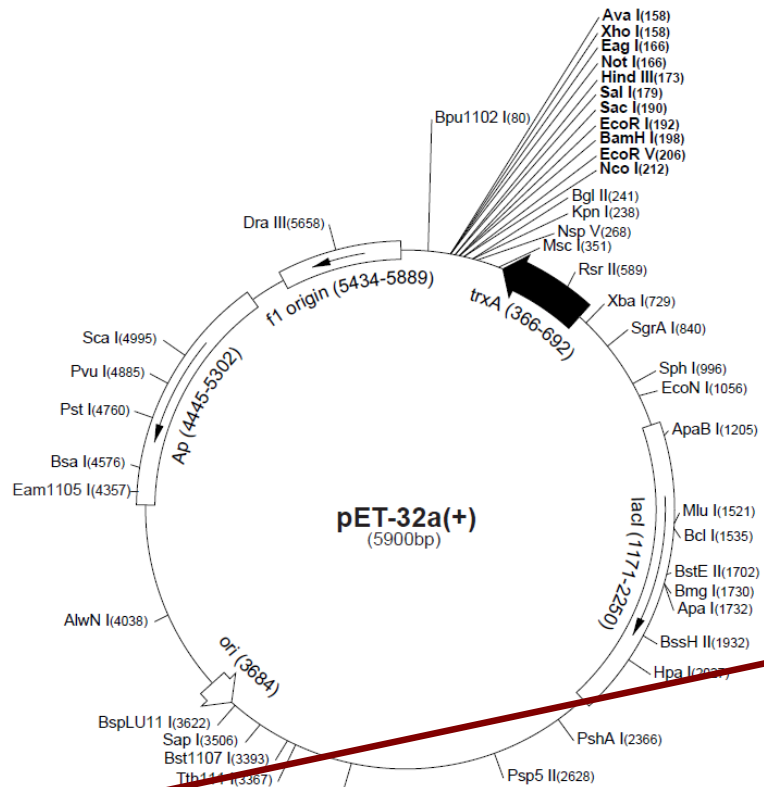 Ava I(158)
Xho I(158)
Eag I(166)
Not I(166)
Hind III(173)
Sal I(179)
Sac I(190)
EcoR I(192)
BamH I(198)
EcoR V(206)
Nco I(212)
Bpu1102 I(80)
Bgl II(241)
Kpn I(238)
Nsp V(268)
Msc I(351)
Rsr II(589)
Xba I(729)
SgrA I(840)
Sph I(996)
EcoN I(1056)
ApaB I(1205)
Mlu I(1521)
Bcl I(1535)
BstE II(1702)
Bmg I(1730)
Apa I(1732)
BssH II(1932)
Hpa I
PshA I(2366)
Psp5 II(2628)
Tth111 I(3367)
Bst1107 I(3393)
Sap I(3506)
BspLU11 I(3622)
AlwN I(4038)
Eam1105 I(4357)
Bsa I(4576)
Pst I(4760)
Pvu I(4885)
Sca I(4995)
Dra III(5658)
f1 origin (5434-5889)
trxA (366-692)
Ap (4445-5302)
lacI (1171-2250)
ori (3684)
pET-32a(+)
(5900bp)